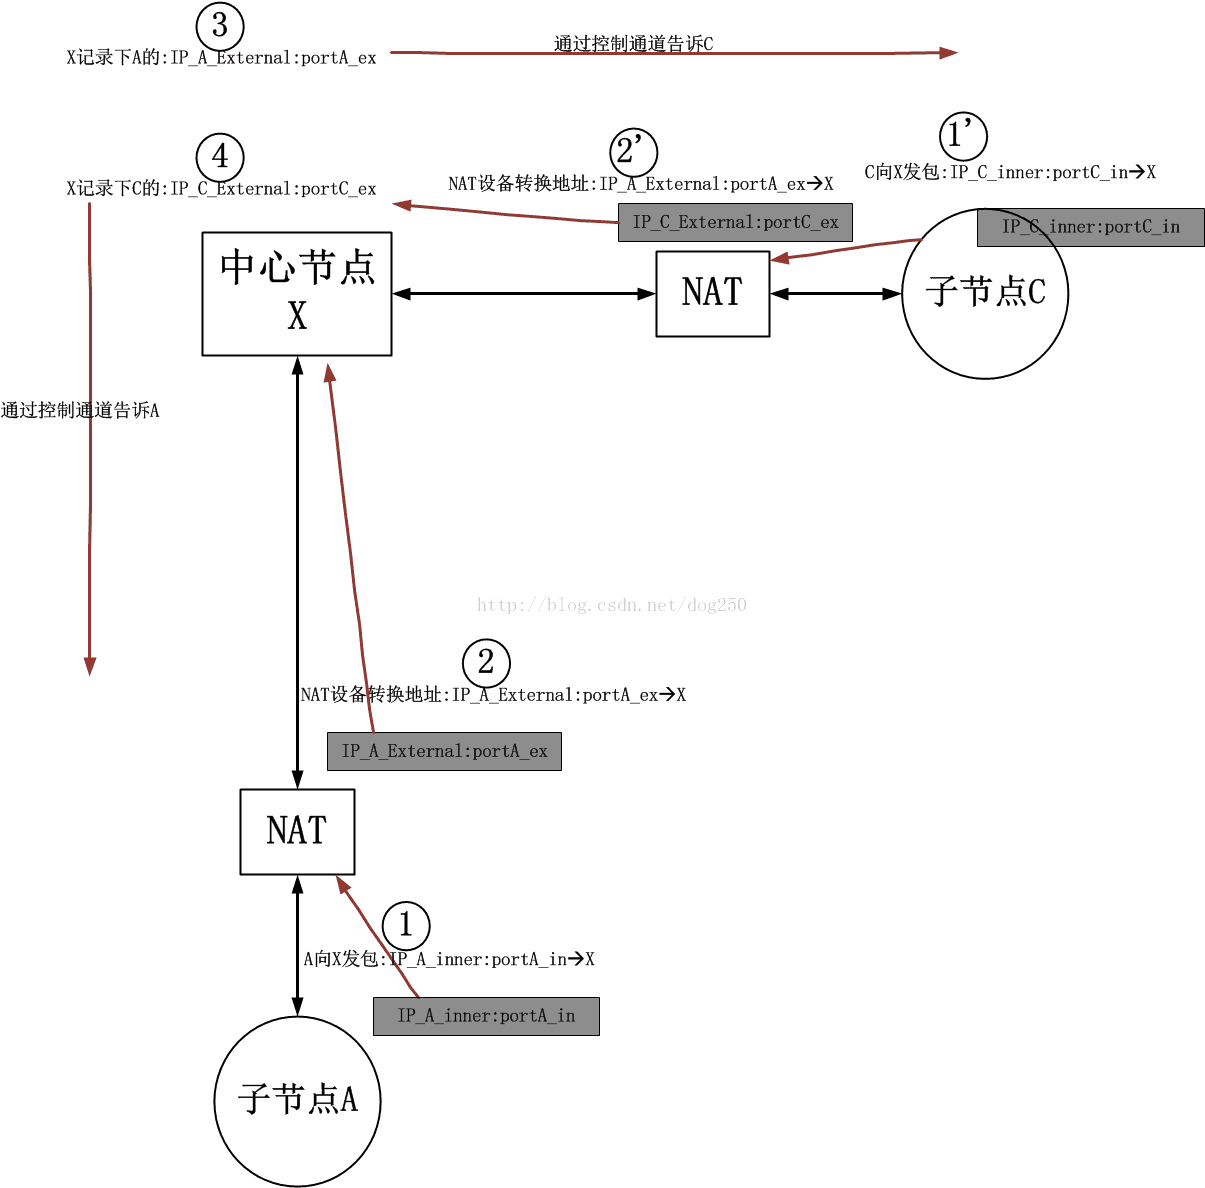 3
X记录下A的:IP_A_External:portA_ex
通过控制通道告诉C
4
X记录下C的:IP_C_External:portC_ex
2'
NAT设备转换地址:IP_A_External:portA_ex→X
1'
C向X发包:IP_C_inner:portC_in→X
IP_C_External:portC_ex
IP_C_inner:portC_in
中心节点
X
NAT
子节点C
通过控制通道告诉A
http://blog.csdn.net/dog250
2
NAT设备转换地址:IP_A_External:portA_ex→X
IP_A_External:portA_ex
NAT
1
A向X发包:IP_A_inner:portA_in→X
IP_A_inner:portA_in
子节点A